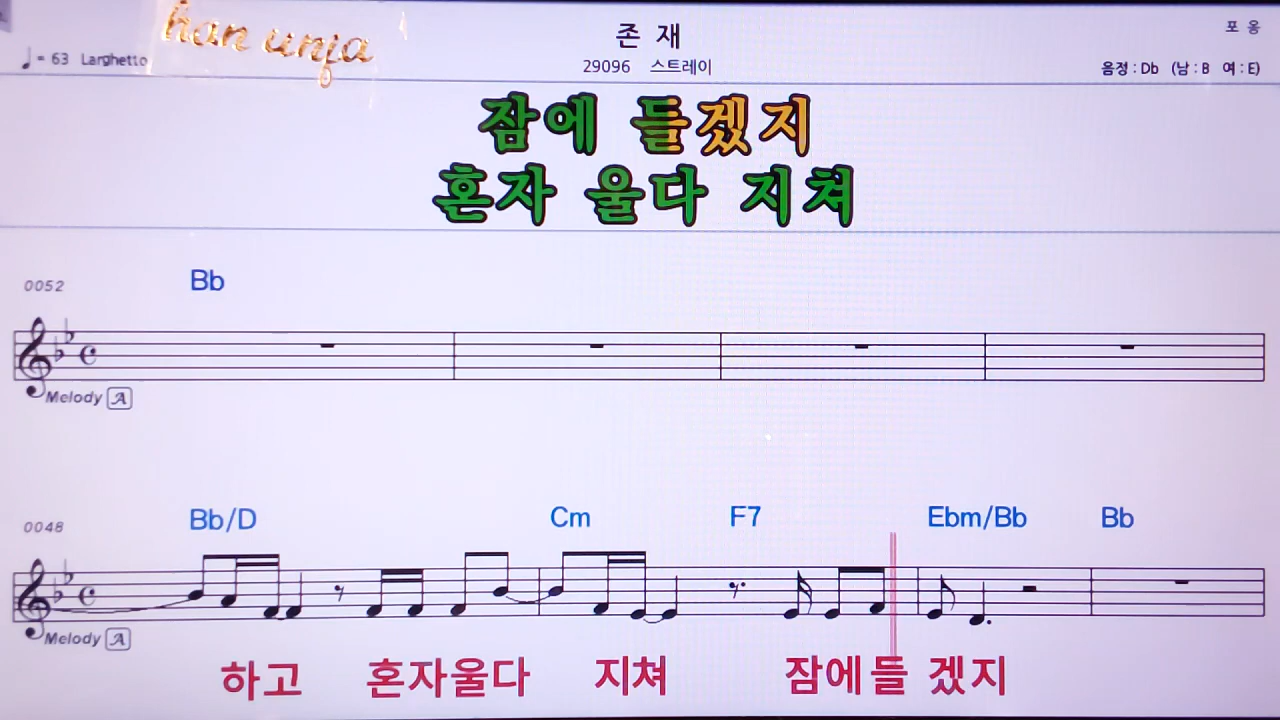 han unja
존 재
포 옹
♩ = 63 Larghetto
29096 스트레이
음정 : Db (남 : B 여 : E)
잠에 들겠지
혼자 울다 지쳐
0052 Bb
Melody A
0048 Bb/D Cm F7 Ebm/Bb Bb
Melody A
하고 혼자울다 지쳐 잠에들 겠지